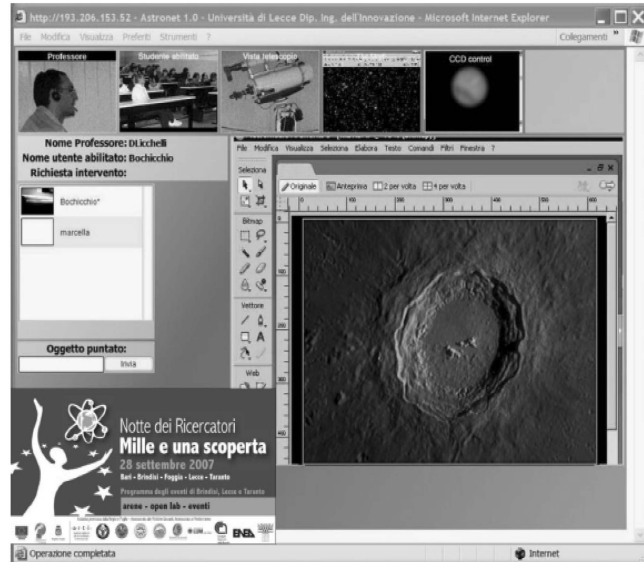 http://193.206.153.52 - Astronet 1.0 - Università di Lecce Dip. Ing. dell'Innovazione - Microsoft Internet Explorer
File Modifica Visualizza Preferiti Strumenti ?
Collegamenti »
Professore
Studente abilitato
Vista telescopio
CCD control
Nome Professore: DLicchelli
Nome utente abilitato: Bochicchio
Richiesta intervento:
Bochicchio*
marcella
Oggetto puntato:
Invia
File Modifica Visualizza Seleziona Elabora Testo Comandi Filtri Finestra ?
Seleziona
Originale Anteprima 2 per volta 4 per volta
Bitmap
Vettore
Web
Notte dei Ricercatori
Mille e una scoperta
28 settembre 2007
Bari - Brindisi - Foggia - Lecce - Taranto
Programma degli eventi di Brindisi, Lecce e Taranto
arene - open lab - eventi
ENEA
Operazione completata
Internet